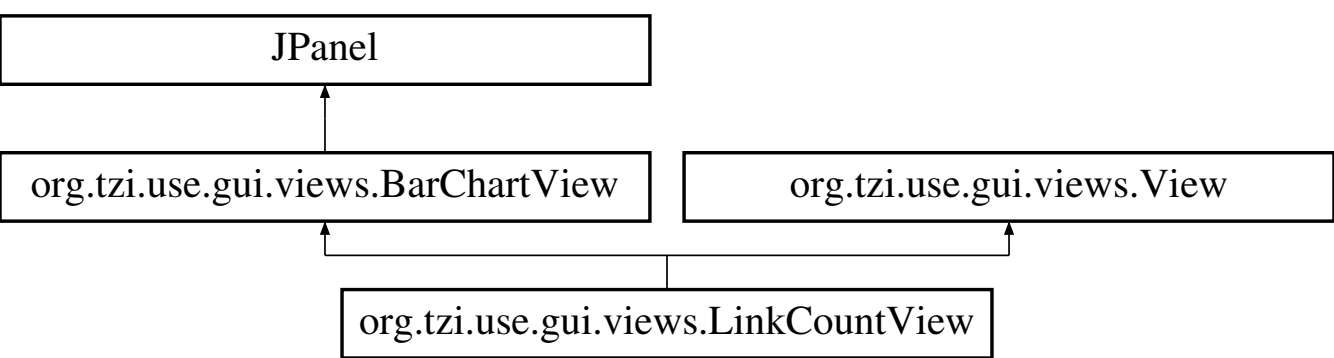 JPanel
org.tzi.use.gui.views.BarChartView
org.tzi.use.gui.views.View
org.tzi.use.gui.views.LinkCountView